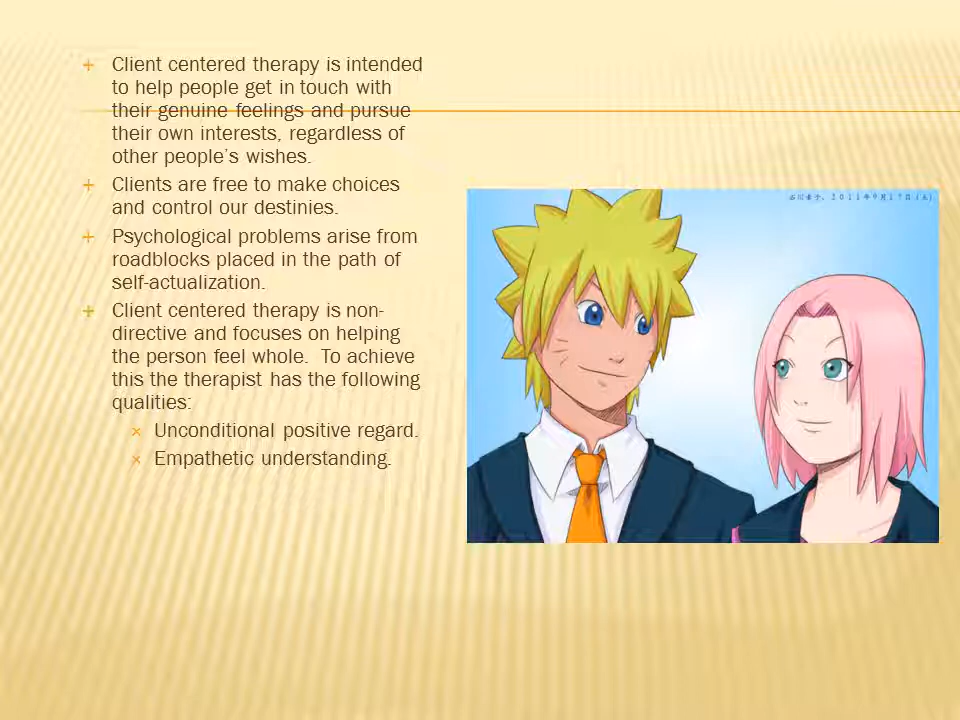 Client centered therapy is intended
to help people get in touch with
their genuine feelings and pursue
their own interests, regardless of
other people's wishes.
Clients are free to make choices
and control our destinies.
Psychological problems arise from
roadblocks placed in the path of
self-actualization.
Client centered therapy is non-
directive and focuses on helping
the person feel whole.  To achieve
this the therapist has the following
qualities:
Unconditional positive regard.
Empathetic understanding.